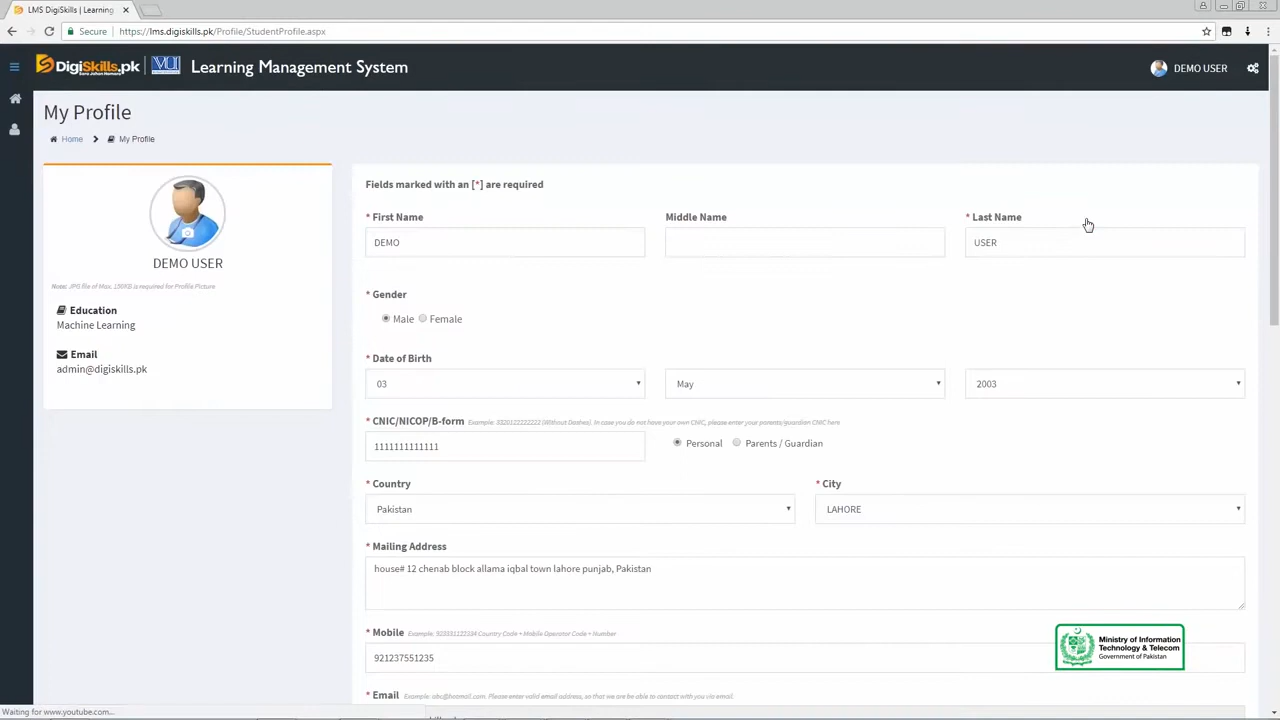 LMS DigiSkills | Learning
Secure
https://lms.digiskills.pk/Profile/StudentProfile.aspx
DigiSkills.pk
Learning Management System
DEMO USER
My Profile
Home
My Profile
DEMO USER
Note: JPG file of Max. 100KB is required for Profile Picture
Education
Machine Learning
Email
admin@digiskills.pk
Fields marked with an [*] are required
* First Name
Middle Name
* Last Name
DEMO
USER
* Gender
Male
Female
* Date of Birth
03
May
2003
* CNIC/NICOP/B-form Example: 3320122222222 (Without Dashes). In case you do not have your own CNIC, please enter your parents/guardian CNIC here
1111111111111
Personal
Parents / Guardian
* Country
* City
Pakistan
LAHORE
* Mailing Address
house# 12 chenab block allama iqbal town lahore punjab, Pakistan
* Mobile Example: 923331122334 Country Code + Mobile Operator Code + Number
921237551235
Ministry of Information
Technology & Telecom
Government of Pakistan
* Email Example: abc@hotmail.com. Please enter valid email address, so that we are be able to contact with you via email.
Waiting for www.youtube.com...